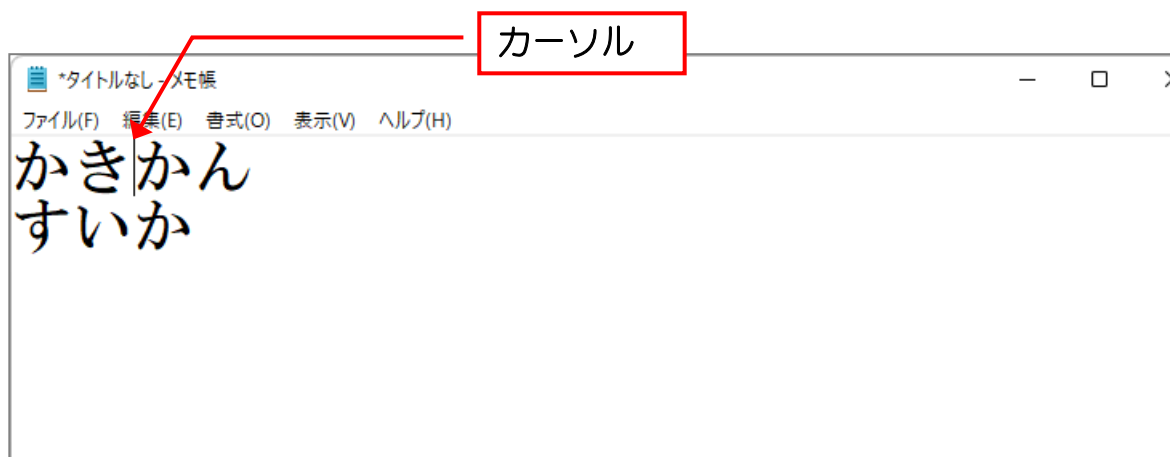 カーソル
*タイトルなし - メモ帳
ファイル(F) 編集(E) 書式(O) 表示(V) ヘルプ(H)
かきかん
すいか